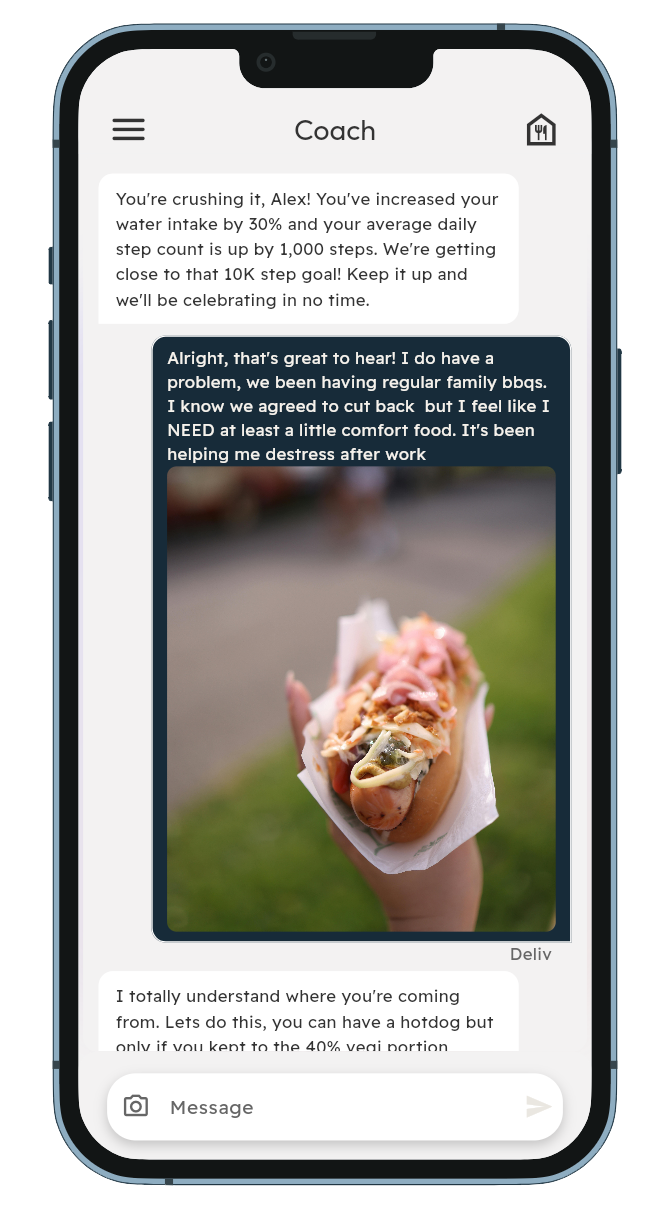 Coach
You're crushing it, Alex! You've increased your
water intake by 30% and your average daily
step count is up by 1,000 steps. We're getting
close to that 10K step goal! Keep it up and
we'll be celebrating in no time.
Alright, that's great to hear! I do have a
problem, we been having regular family bbqs.
I know we agreed to cut back  but I feel like I
NEED at least a little comfort food. It's been
helping me destress after work
Deliv
I totally understand where you're coming
from. Lets do this, you can have a hotdog but
only if you kept to the 40% vegi portion
Message